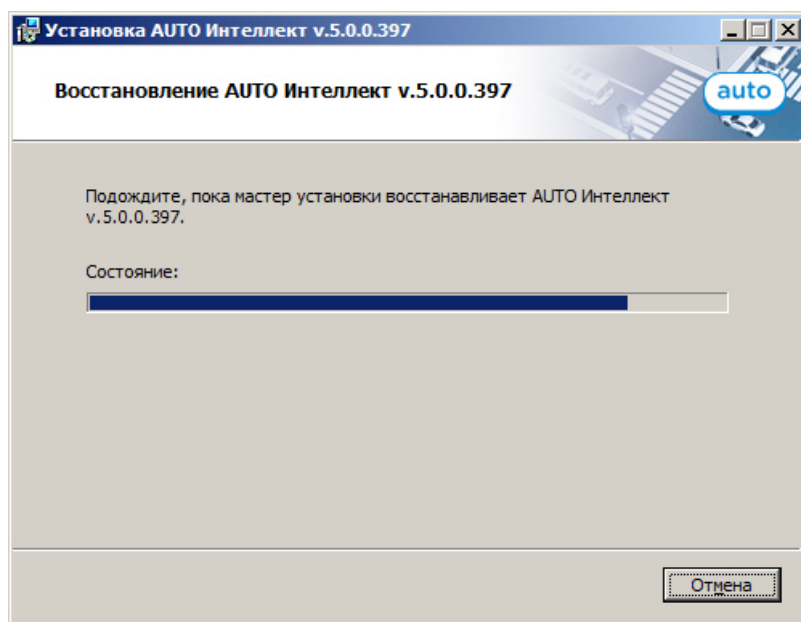 Установка AUTO Интеллект v.5.0.0.397
Восстановление AUTO Интеллект v.5.0.0.397
auto
Подождите, пока мастер установки восстанавливает AUTO Интеллект
v.5.0.0.397.
Состояние:
Отмена